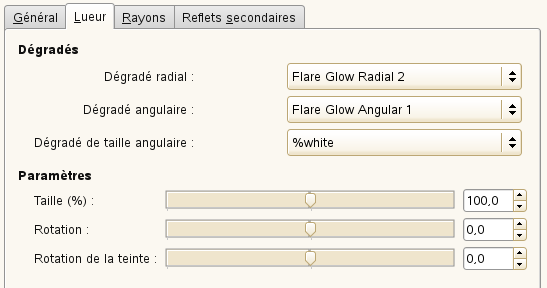 Général Lueur Rayons Reflets secondaires
Dégradés
Dégradé radial : Flare Glow Radial 2
Dégradé angulaire : Flare Glow Angular 1
Dégradé de taille angulaire : %white
Paramètres
Taille (%) : 100,0
Rotation : 0,0
Rotation de la teinte : 0,0